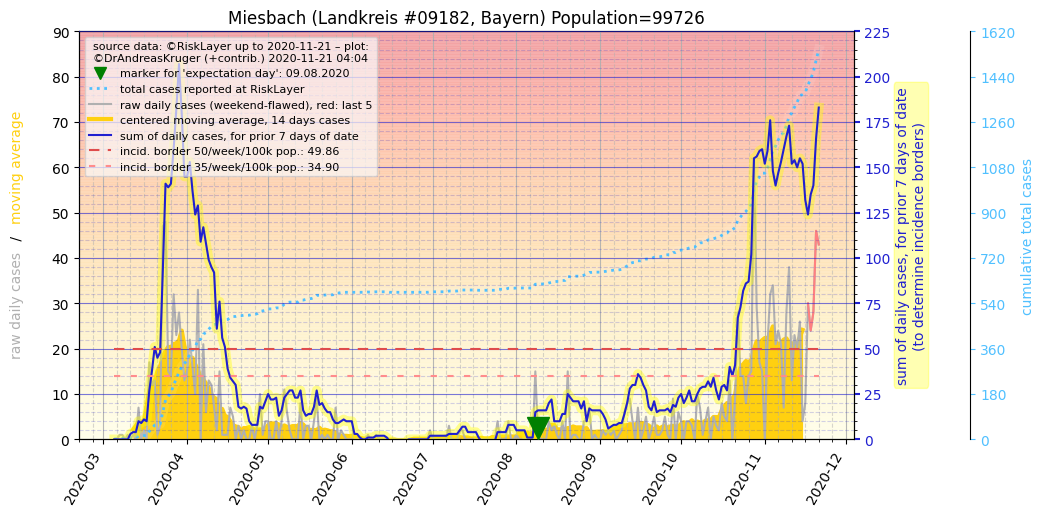 Miesbach (Landkreis #09182, Bayern) Population=99726
source data: ©RiskLayer up to 2020-11-21 – plot:
©DrAndreasKruger (+contrib.) 2020-11-21 04:04
marker for 'expectation day': 09.08.2020
total cases reported at RiskLayer
raw daily cases (weekend-flawed), red: last 5
centered moving average, 14 days cases
sum of daily cases, for prior 7 days of date
incid. border 50/week/100k pop.: 49.86
incid. border 35/week/100k pop.: 34.90
raw daily cases / moving average
90
80
70
60
50
40
30
20
10
0
225
200
175
150
125
100
75
50
25
0
sum of daily cases, for prior 7 days of date
(to determine incidence borders)
1620
1440
1260
1080
900
720
540
360
180
0
cumulative total cases
2020-03
2020-04
2020-05
2020-06
2020-07
2020-08
2020-09
2020-10
2020-11
2020-12